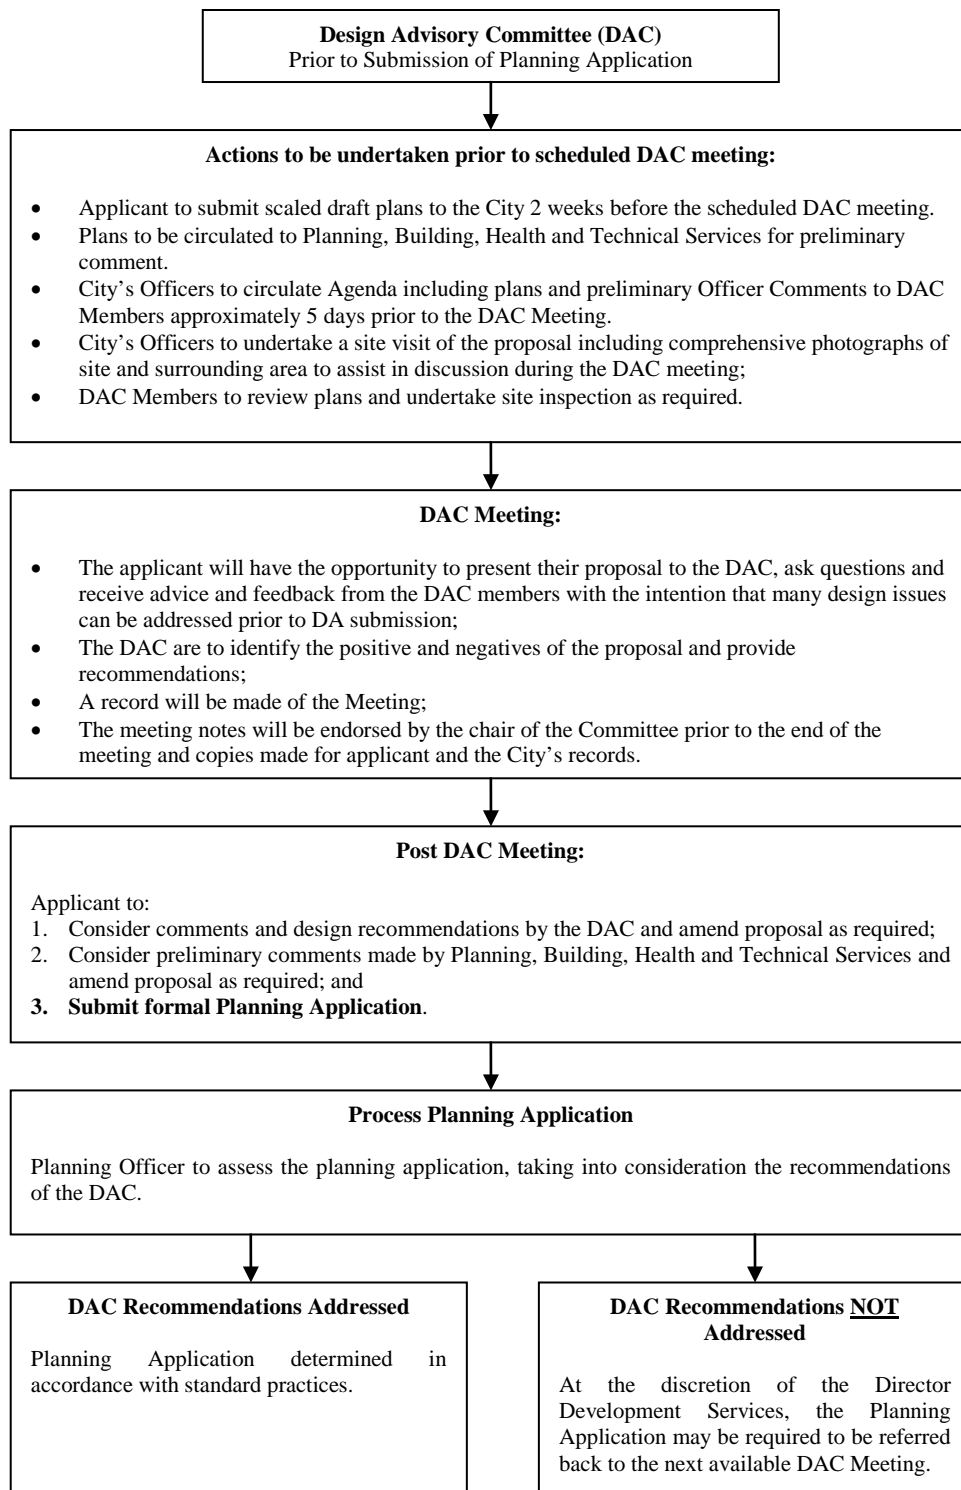 Design Advisory Committee (DAC)
Prior to Submission of Planning Application
Actions to be undertaken prior to scheduled DAC meeting:
• Applicant to submit scaled draft plans to the City 2 weeks before the scheduled DAC meeting.
• Plans to be circulated to Planning, Building, Health and Technical Services for preliminary
comment.
• City’s Officers to circulate Agenda including plans and preliminary Officer Comments to DAC
Members approximately 5 days prior to the DAC Meeting.
• City’s Officers to undertake a site visit of the proposal including comprehensive photographs of
site and surrounding area to assist in discussion during the DAC meeting;
• DAC Members to review plans and undertake site inspection as required.
DAC Meeting:
• The applicant will have the opportunity to present their proposal to the DAC, ask questions and
receive advice and feedback from the DAC members with the intention that many design issues
can be addressed prior to DA submission;
• The DAC are to identify the positive and negatives of the proposal and provide
recommendations;
• A record will be made of the Meeting;
• The meeting notes will be endorsed by the chair of the Committee prior to the end of the
meeting and copies made for applicant and the City’s records.
Post DAC Meeting:
Applicant to:
1. Consider comments and design recommendations by the DAC and amend proposal as required;
2. Consider preliminary comments made by Planning, Building, Health and Technical Services and
amend proposal as required; and
3. Submit formal Planning Application.
Process Planning Application
Planning Officer to assess the planning application, taking into consideration the recommendations
of the DAC.
DAC Recommendations Addressed
Planning Application determined in
accordance with standard practices.
DAC Recommendations NOT
Addressed
At the discretion of the Director
Development Services, the Planning
Application may be required to be referred
back to the next available DAC Meeting.